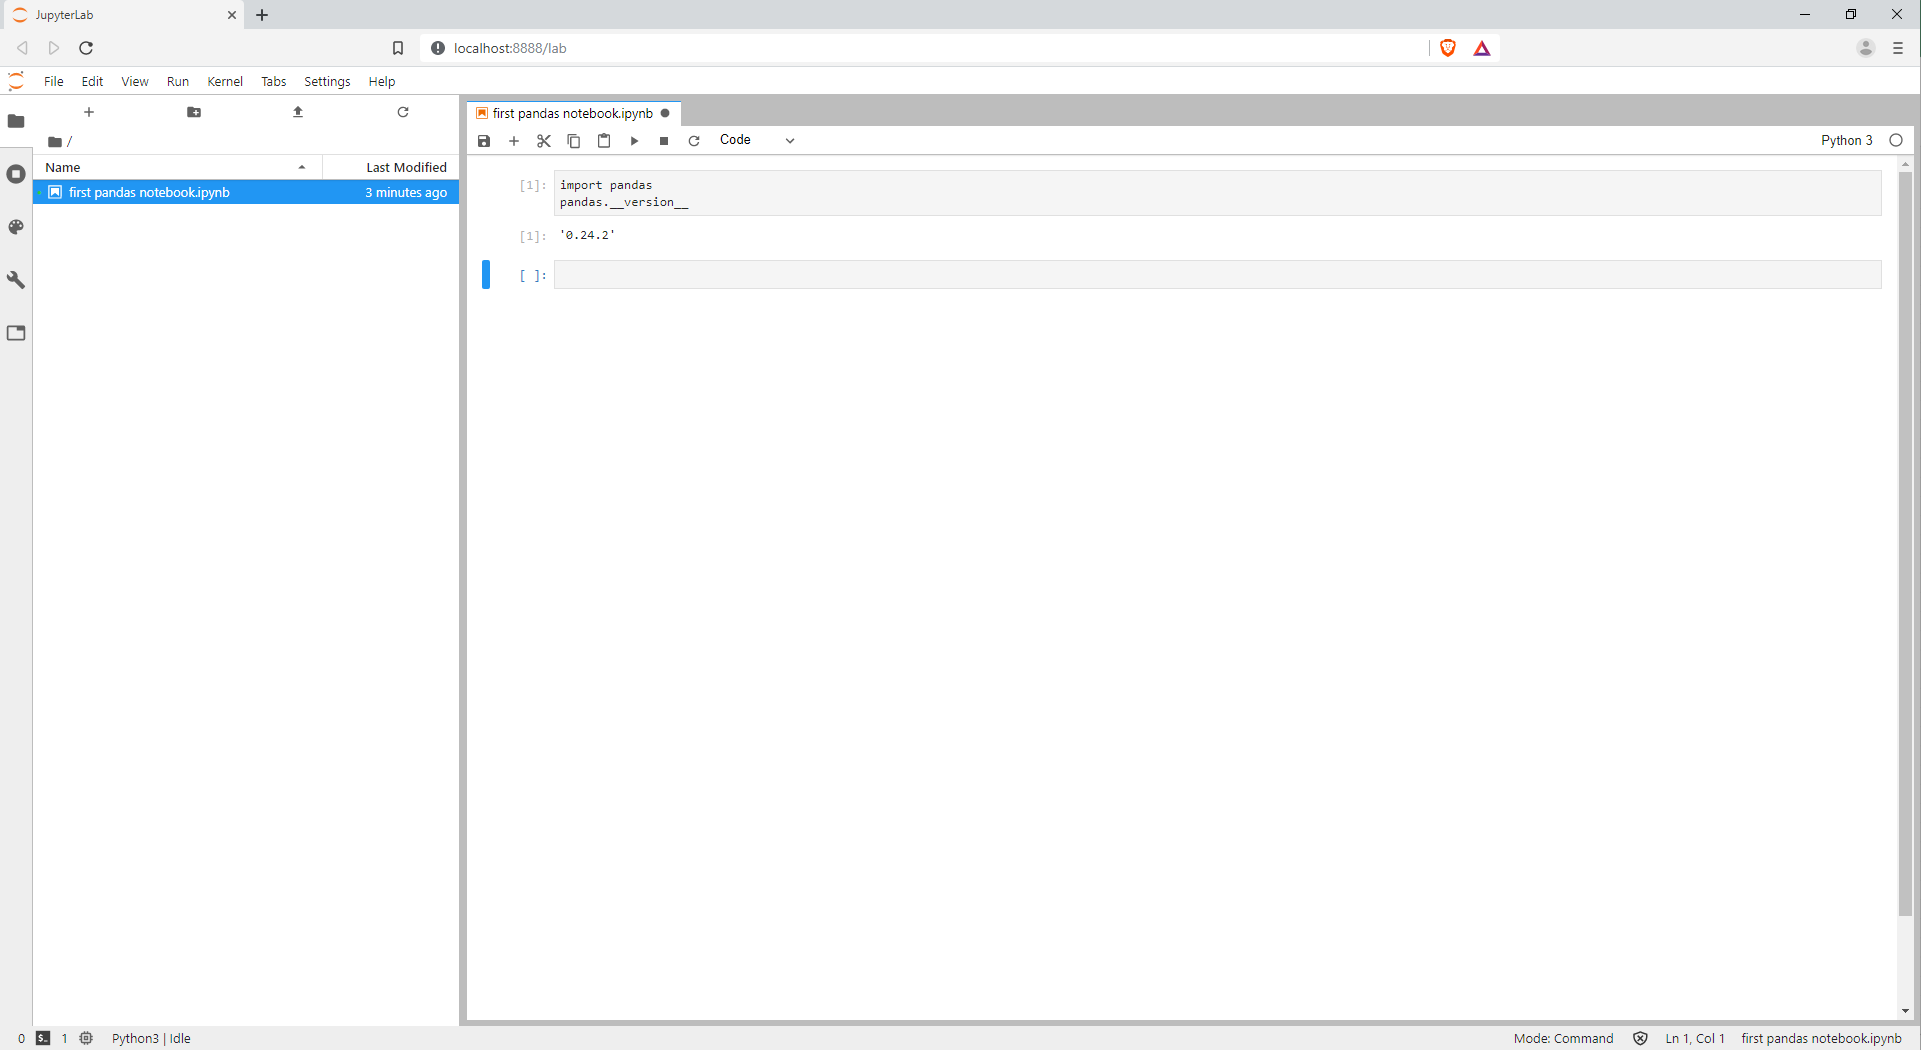 JupyterLab
localhost:8888/lab
File Edit View Run Kernel Tabs Settings Help
/
Name Last Modified
first pandas notebook.ipynb 3 minutes ago
first pandas notebook.ipynb
Code Python 3
[1]: import pandas
pandas.__version__
[1]: '0.24.2'
[ ]:
0 $_ 1 Python3 | Idle Mode: Command Ln 1, Col 1 first pandas notebook.ipynb